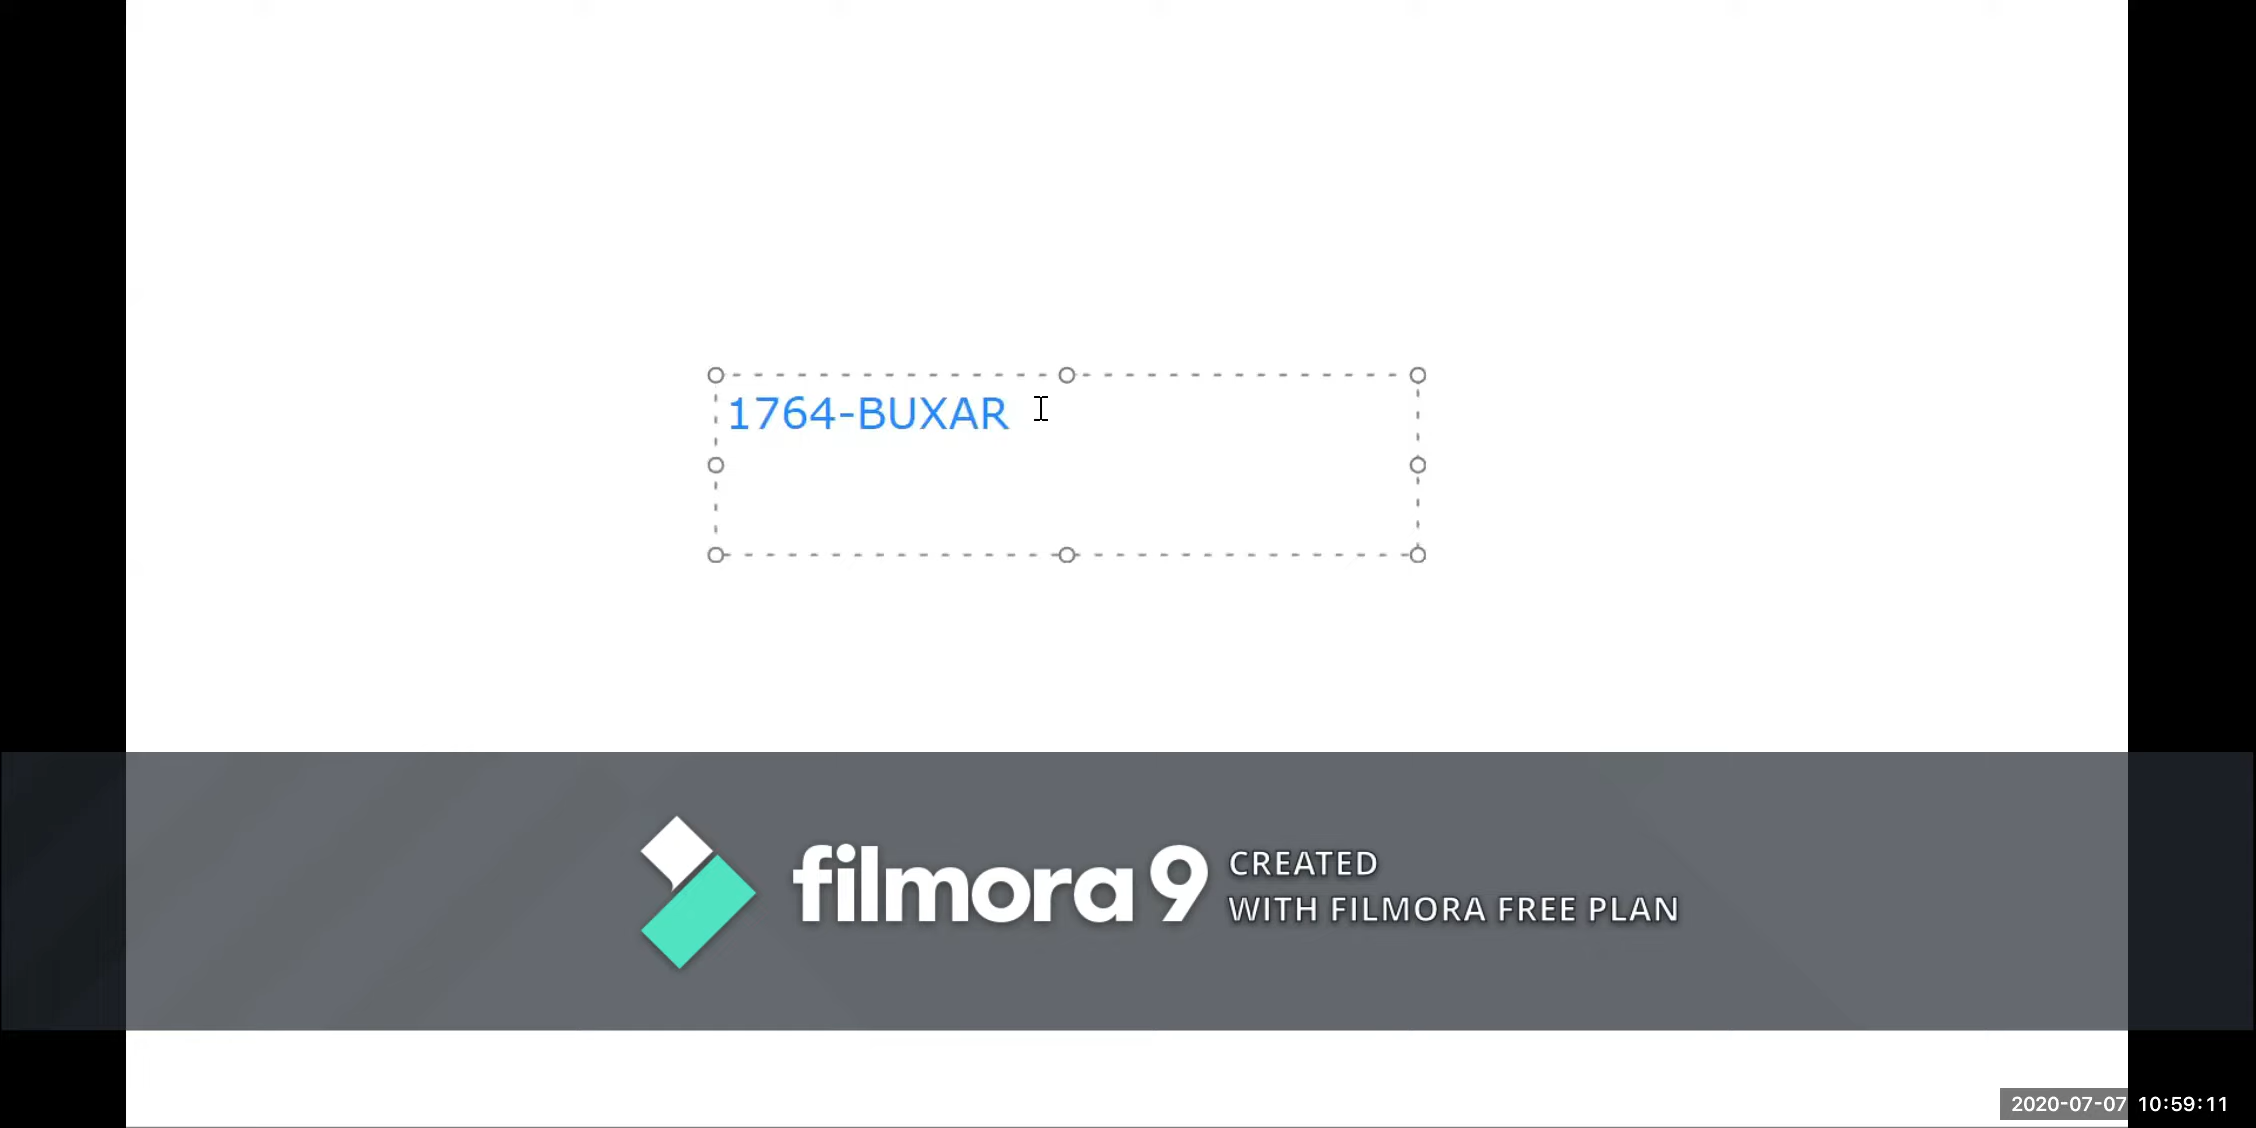 1764-BUXAR
filmora 9
CREATED
WITH FILMORA FREE PLAN
2020-07-07 10:59:11